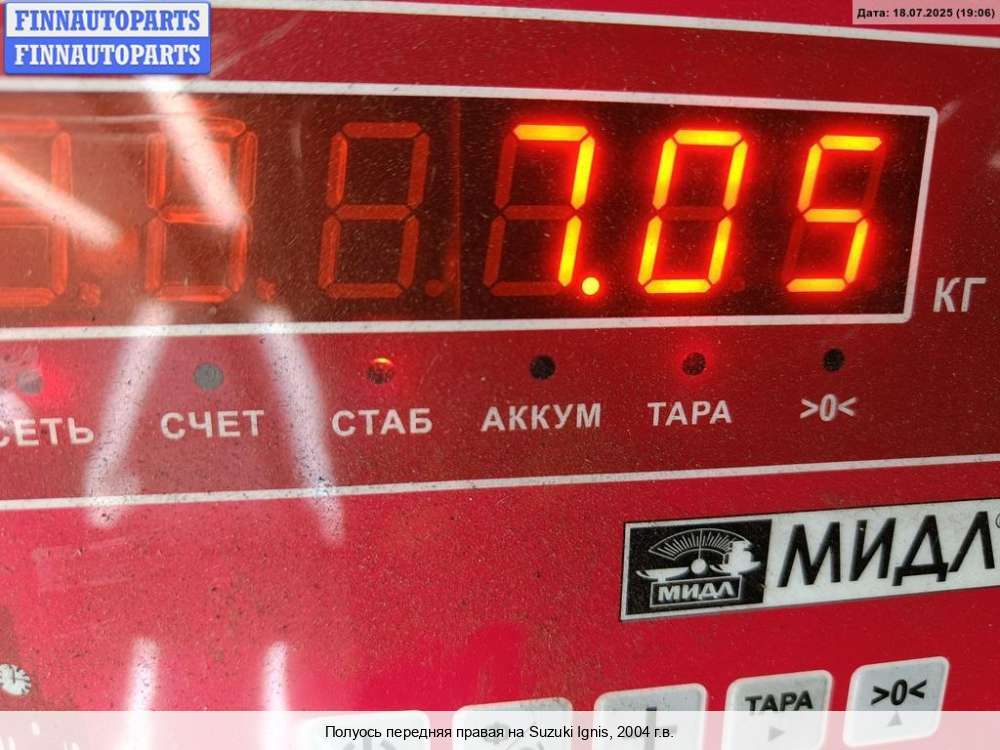 FINNAUTOPARTS
FINNAUTOPARTS
Дата: 18.07.2025 (19:06)
7.05
КГ
СЕТЬ СЧЕТ СТАБ АККУМ ТАРА >0<
МИДЛ
МИДЛ
ТАРА >0<
Полуось передняя правая на Suzuki Ignis, 2004 г.в.